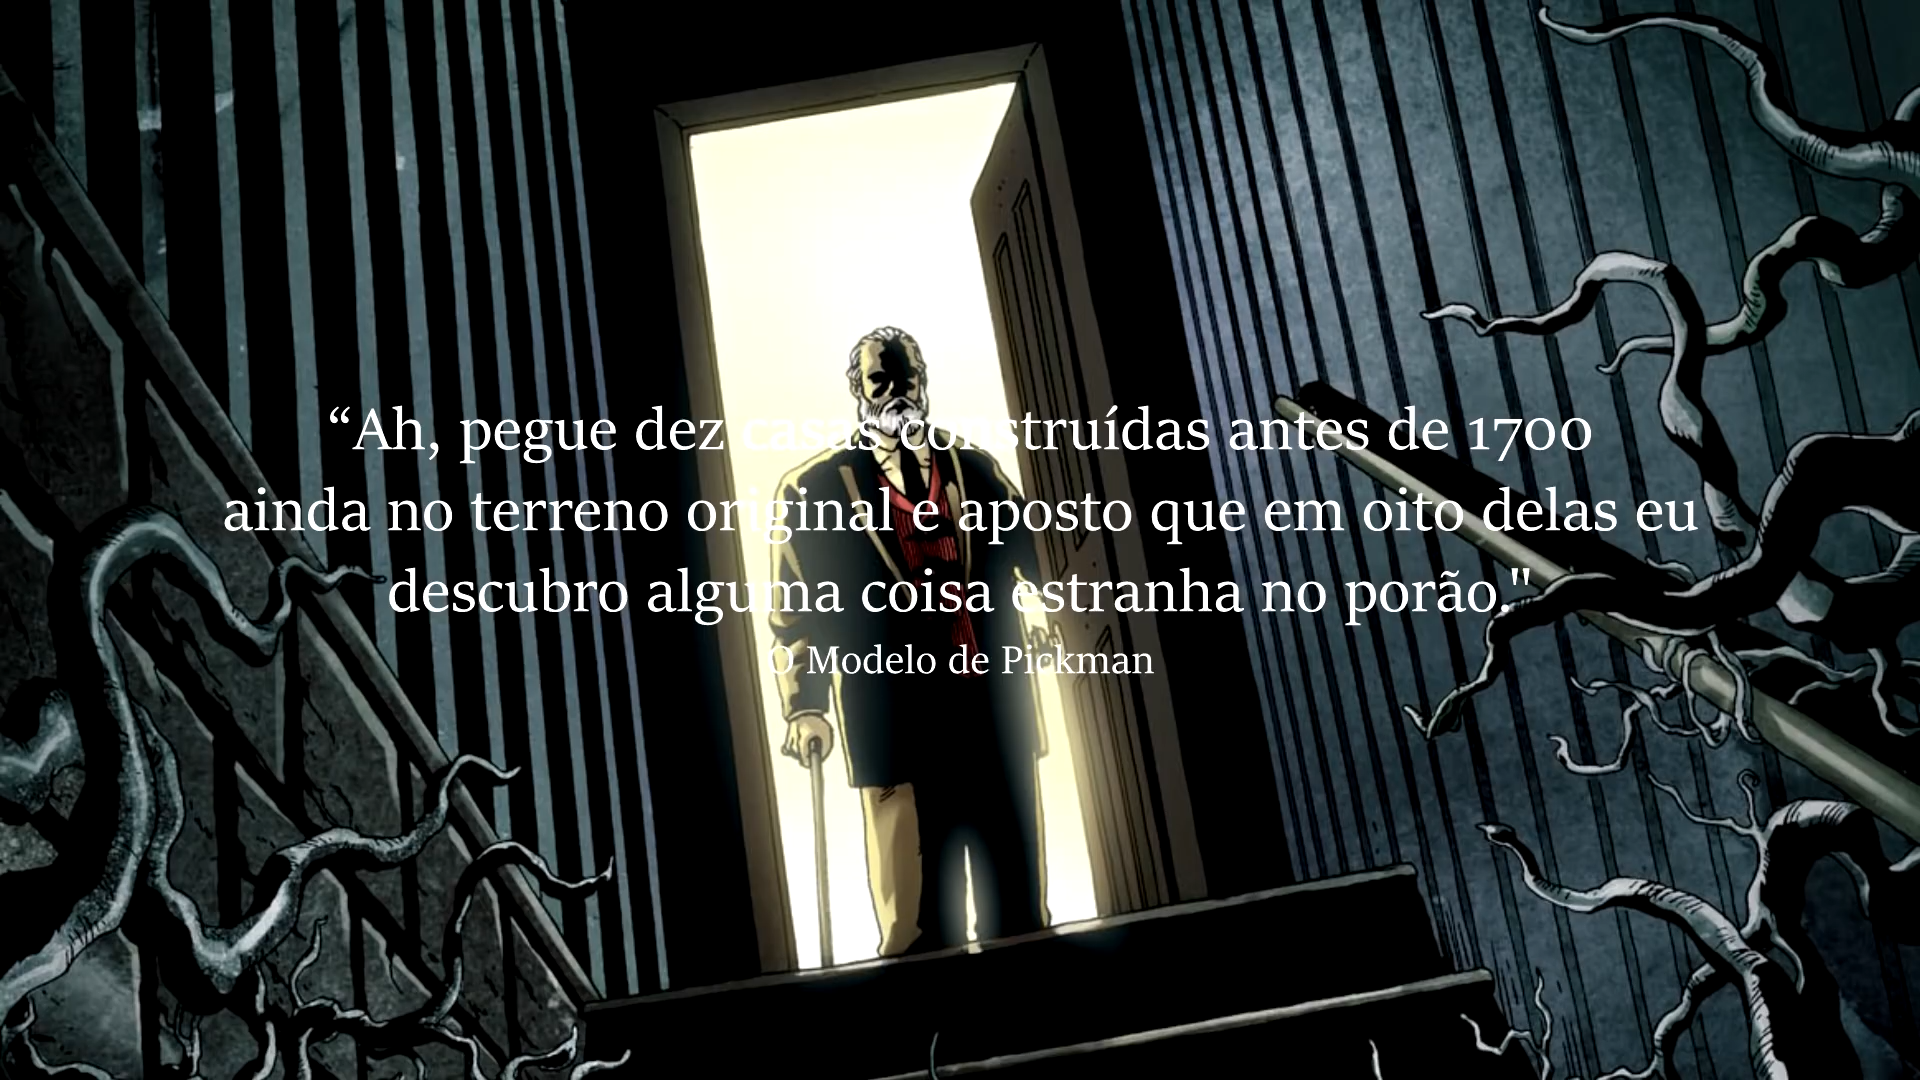 “Ah, pegue dez casas construídas antes de 1700
ainda no terreno original e aposto que em oito delas eu
descubro alguma coisa estranha no porão."
O Modelo de Pickman